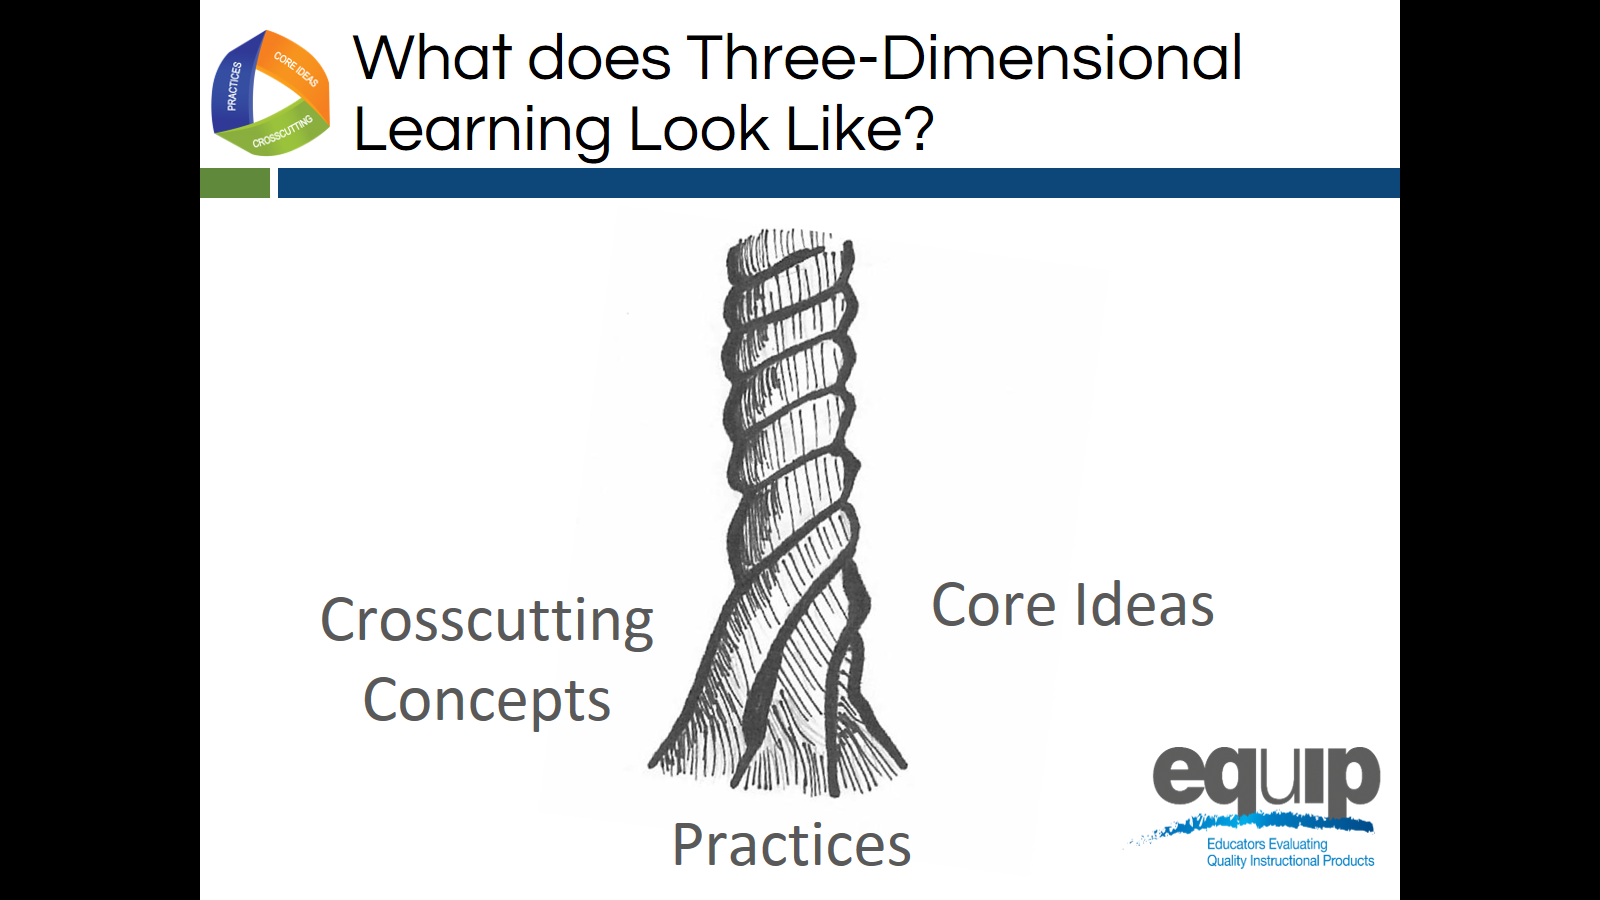 PRACTICES
CORE IDEAS
CROSSCUTTING
What does Three-Dimensional
Learning Look Like?
Crosscutting
Concepts
Core Ideas
Practices
equip
Educators Evaluating
Quality Instructional Products